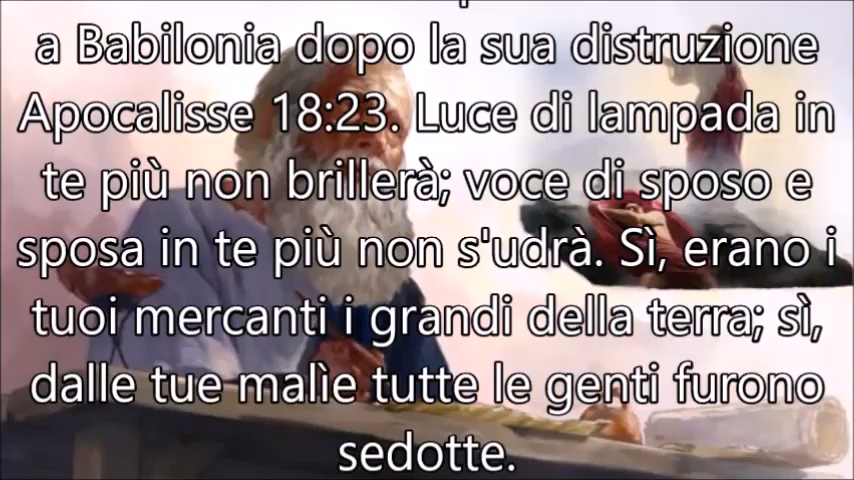 a Babilonia dopo la sua distruzione
Apocalisse 18:23. Luce di lampada in
te più non brillerà; voce di sposo e
sposa in te più non s'udrà. Sì, erano i
tuoi mercanti i grandi della terra; sì,
dalle tue malìe tutte le genti furono
sedotte.